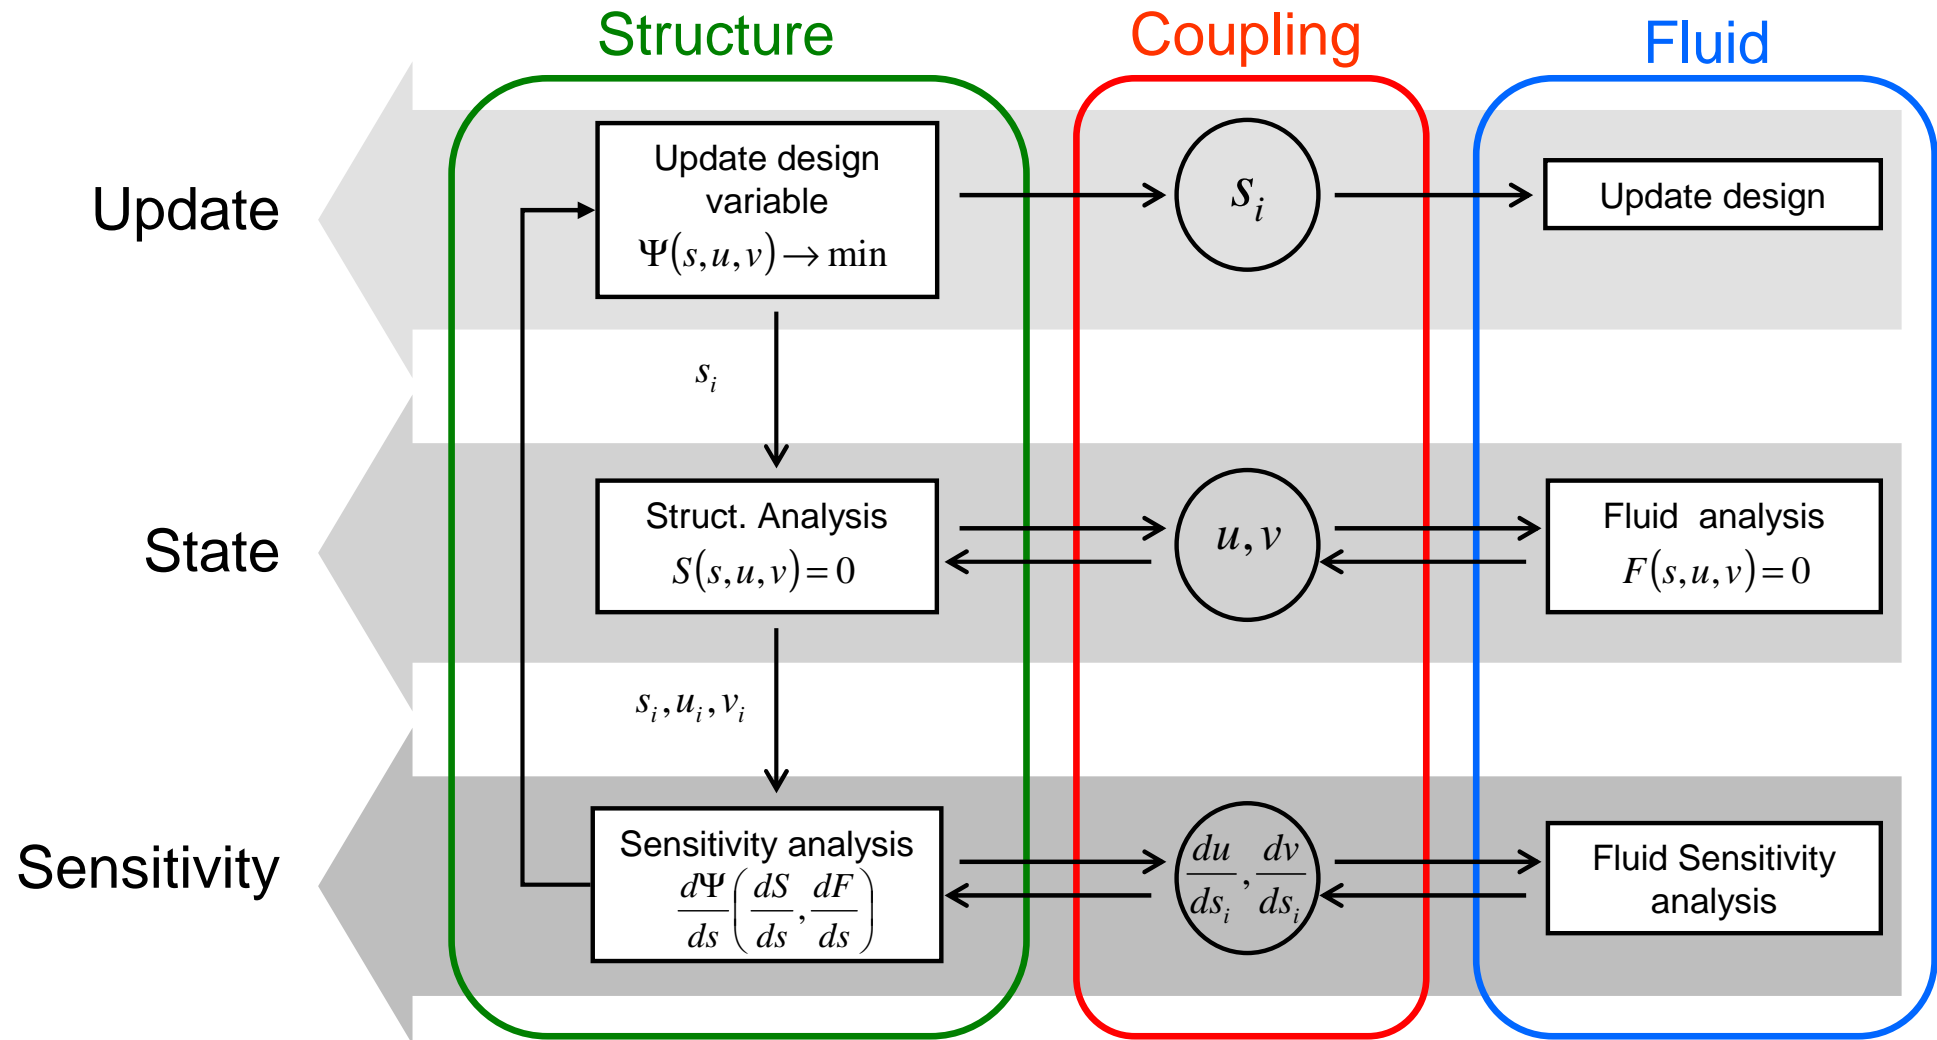 Structure
Coupling
Fluid
Update
Update design
variable
Ψ(s,u,v)→min
s_i
Update design
s_i
State
Struct. Analysis
S(s,u,v)=0
u,v
Fluid analysis
F(s,u,v)=0
s_i,u_i,v_i
Sensitivity
Sensitivity analysis
dΨ/ds(dS/ds,dF/ds)
du/ds_i,dv/ds_i
Fluid Sensitivity
analysis